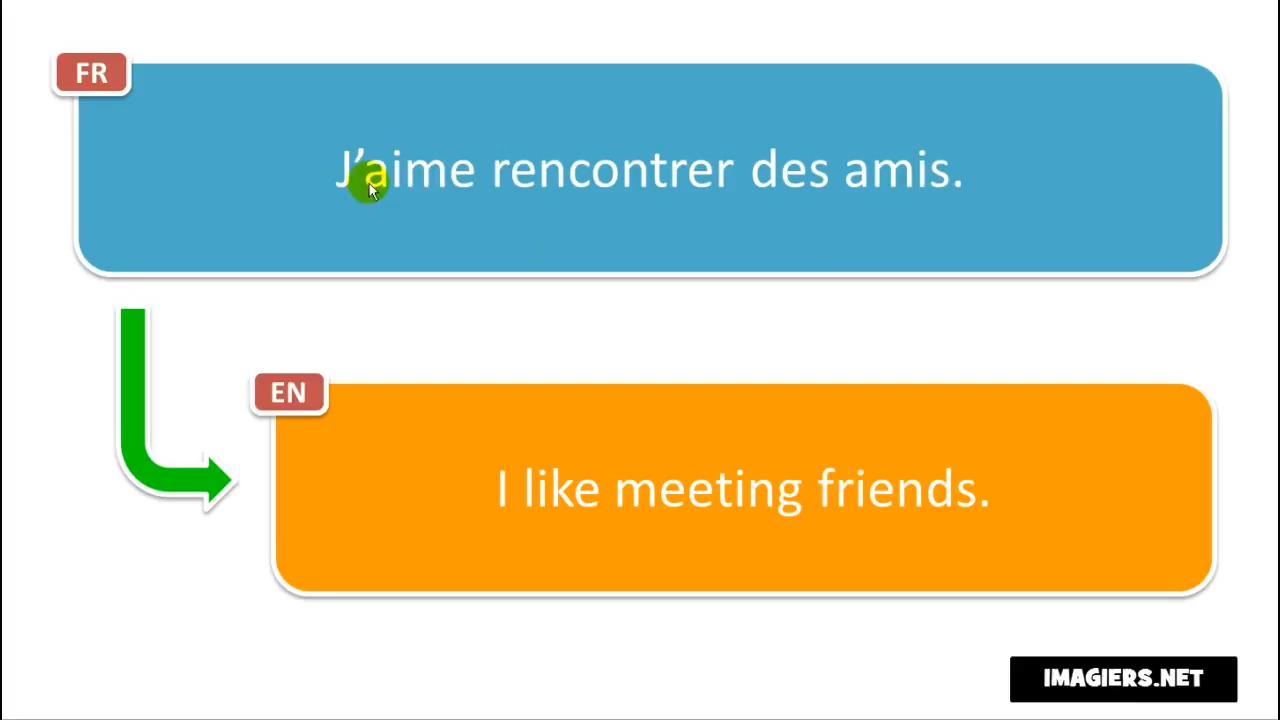 FR
J’aime rencontrer des amis.
EN
I like meeting friends.
IMAGIERS.NET